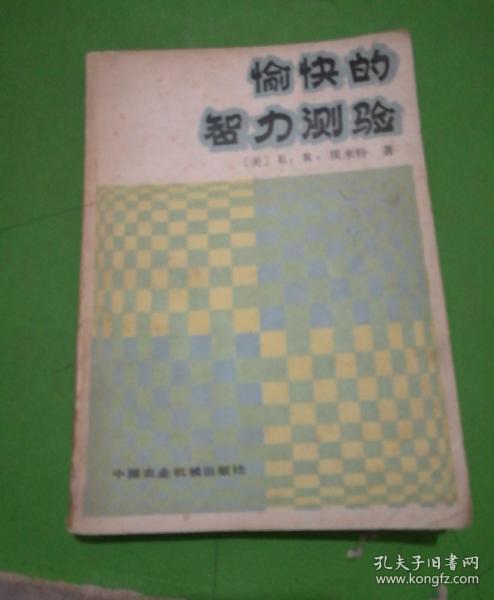 愉快的
智力测验
〔美〕E．R．埃米特 著
中国农业机械出版社
孔夫子旧书网
www.kongfz.com